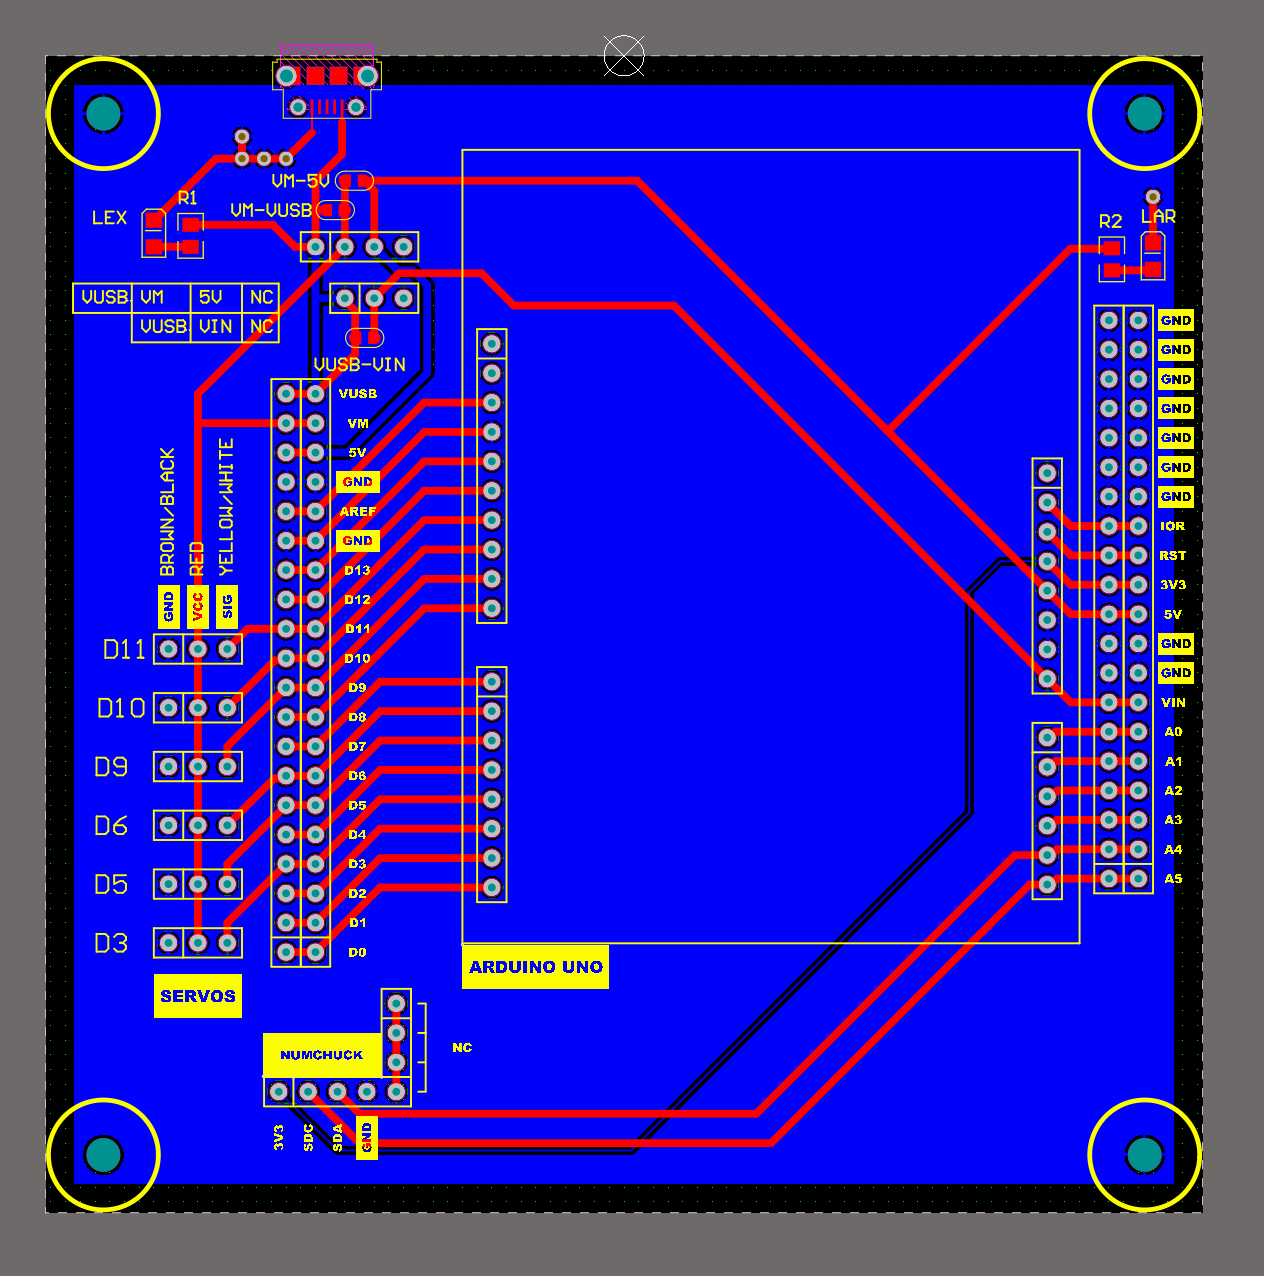 VM-5V
R1
LEX
VM-VUSB
R2
LAR
VUSB VM 5V NC
VUSB VIN NC
VUSB-VIN
VUSB
VM
5V
GND
AREF
GND
D13
D12
D11
D10
D9
D8
D7
D6
D5
D4
D3
D2
D1
D0
BROWN/BLACK
RED
YELLOW/WHITE
GND
VCC
SIG
D11
D10
D9
D6
D5
D3
SERVOS
ARDUINO UNO
NUMCHUCK
NC
3V3
SDC
SDA
GND
GND
GND
GND
GND
GND
GND
GND
IOR
RST
3V3
5V
GND
GND
VIN
A0
A1
A2
A3
A4
A5